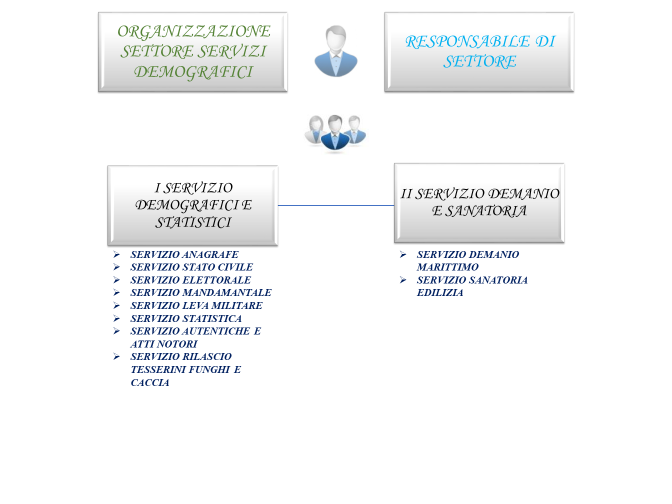 ORGANIZZAZIONE
SETTORE SERVIZI
DEMOGRAFICI
RESPONSABILE DI
SETTORE
I SERVIZIO
DEMOGRAFICI E
STATISTICI
II SERVIZIO DEMANIO
E SANATORIA
➢ SERVIZIO ANAGRAFE
➢ SERVIZIO STATO CIVILE
➢ SERVIZIO ELETTORALE
➢ SERVIZIO MANDAMANTALE
➢ SERVIZIO LEVA MILITARE
➢ SERVIZIO STATISTICA
➢ SERVIZIO AUTENTICHE E
ATTI NOTORI
➢ SERVIZIO RILASCIO
TESSERINI FUNGHI E
CACCIA
➢ SERVIZIO DEMANIO
MARITTIMO
➢ SERVIZIO SANATORIA
EDILIZIA